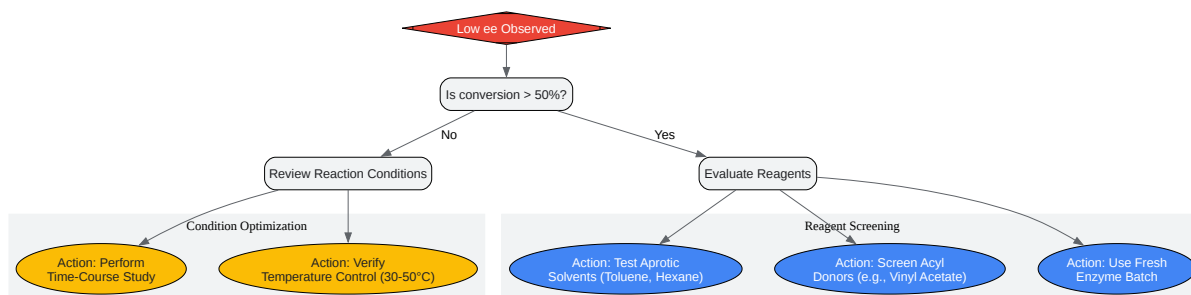 Low ee Observed
Is conversion > 50%?
No
Yes
Review Reaction Conditions
Evaluate Reagents
Condition Optimization
Reagent Screening
Action: Perform
Time-Course Study
Action: Verify
Temperature Control (30-50°C)
Action: Test Aprotic
Solvents (Toluene, Hexane)
Action: Screen Acyl
Donors (e.g., Vinyl Acetate)
Action: Use Fresh
Enzyme Batch